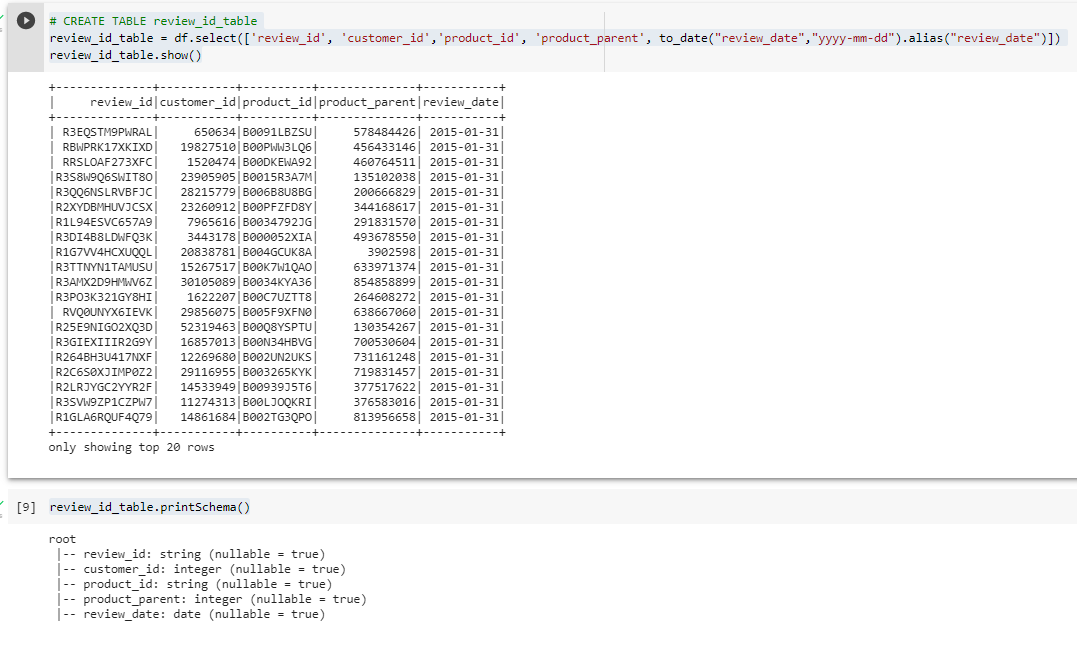 # CREATE TABLE review_id_table
review_id_table = df.select(['review_id', 'customer_id','product_id', 'product_parent', to_date("review_date","yyyy-mm-dd").alias("review_date")])
review_id_table.show()
+--------------+-----------+----------+--------------+-----------+
|     review_id|customer_id|product_id|product_parent|review_date|
+--------------+-----------+----------+--------------+-----------+
| R3EQSTM9PWRAL|     650634|B0091LBZSU|     578484426| 2015-01-31|
| RBWPRK17XKIXD|   19827510|B00PWW3LQ6|     456433146| 2015-01-31|
| RRSLOAF273XFC|    1520474|B00DKEWA92|     460764511| 2015-01-31|
|R3S8W9Q6SWIT8O|   23905905|B0015R3A7M|     135102038| 2015-01-31|
|R3QQ6NSLRVBFJC|   28215779|B006B8U8BG|     200666829| 2015-01-31|
|R2XYDBMHUVJCSX|   23260912|B00PFZFD8Y|     344168617| 2015-01-31|
|R1L94ESVC657A9|    7965616|B0034792JG|     291831570| 2015-01-31|
|R3DI4B8LDWFQ3K|    3443178|B000052XIA|     493678550| 2015-01-31|
|R1G7VV4HCXUQQL|   20838781|B004GCUK8A|       3902598| 2015-01-31|
|R3TTNYN1TAMUSU|   15267517|B00K7W1QAO|     633971374| 2015-01-31|
|R3AMX2D9HMWV6Z|   30105089|B0034KYA36|     854858899| 2015-01-31|
|R3PO3K321GY8HI|    1622207|B00C7UZTT8|     264608272| 2015-01-31|
| RVQ0UNYX6IEVK|   29856075|B005F9XFN0|     638667060| 2015-01-31|
|R25E9NIGO2XQ3D|   52319463|B00Q8YSPTU|     130354267| 2015-01-31|
|R3GIEXIIIR2G9Y|   16857013|B00N34HBVG|     700530604| 2015-01-31|
|R264BH3U417NXF|   12269680|B002UN2UKS|     731161248| 2015-01-31|
|R2C6S0XJIMP0Z2|   29116955|B003265KYK|     719831457| 2015-01-31|
|R2LRJYGC2YYR2F|   14533949|B00939J5T6|     377517622| 2015-01-31|
|R3SVW9ZP1CZPW7|   11274313|B00LJOQKRI|     376583016| 2015-01-31|
|R1GLA6RQUF4Q79|   14861684|B002TG3QPO|     813956658| 2015-01-31|
+--------------+-----------+----------+--------------+-----------+
only showing top 20 rows
[9] review_id_table.printSchema()
root
 |-- review_id: string (nullable = true)
 |-- customer_id: integer (nullable = true)
 |-- product_id: string (nullable = true)
 |-- product_parent: integer (nullable = true)
 |-- review_date: date (nullable = true)